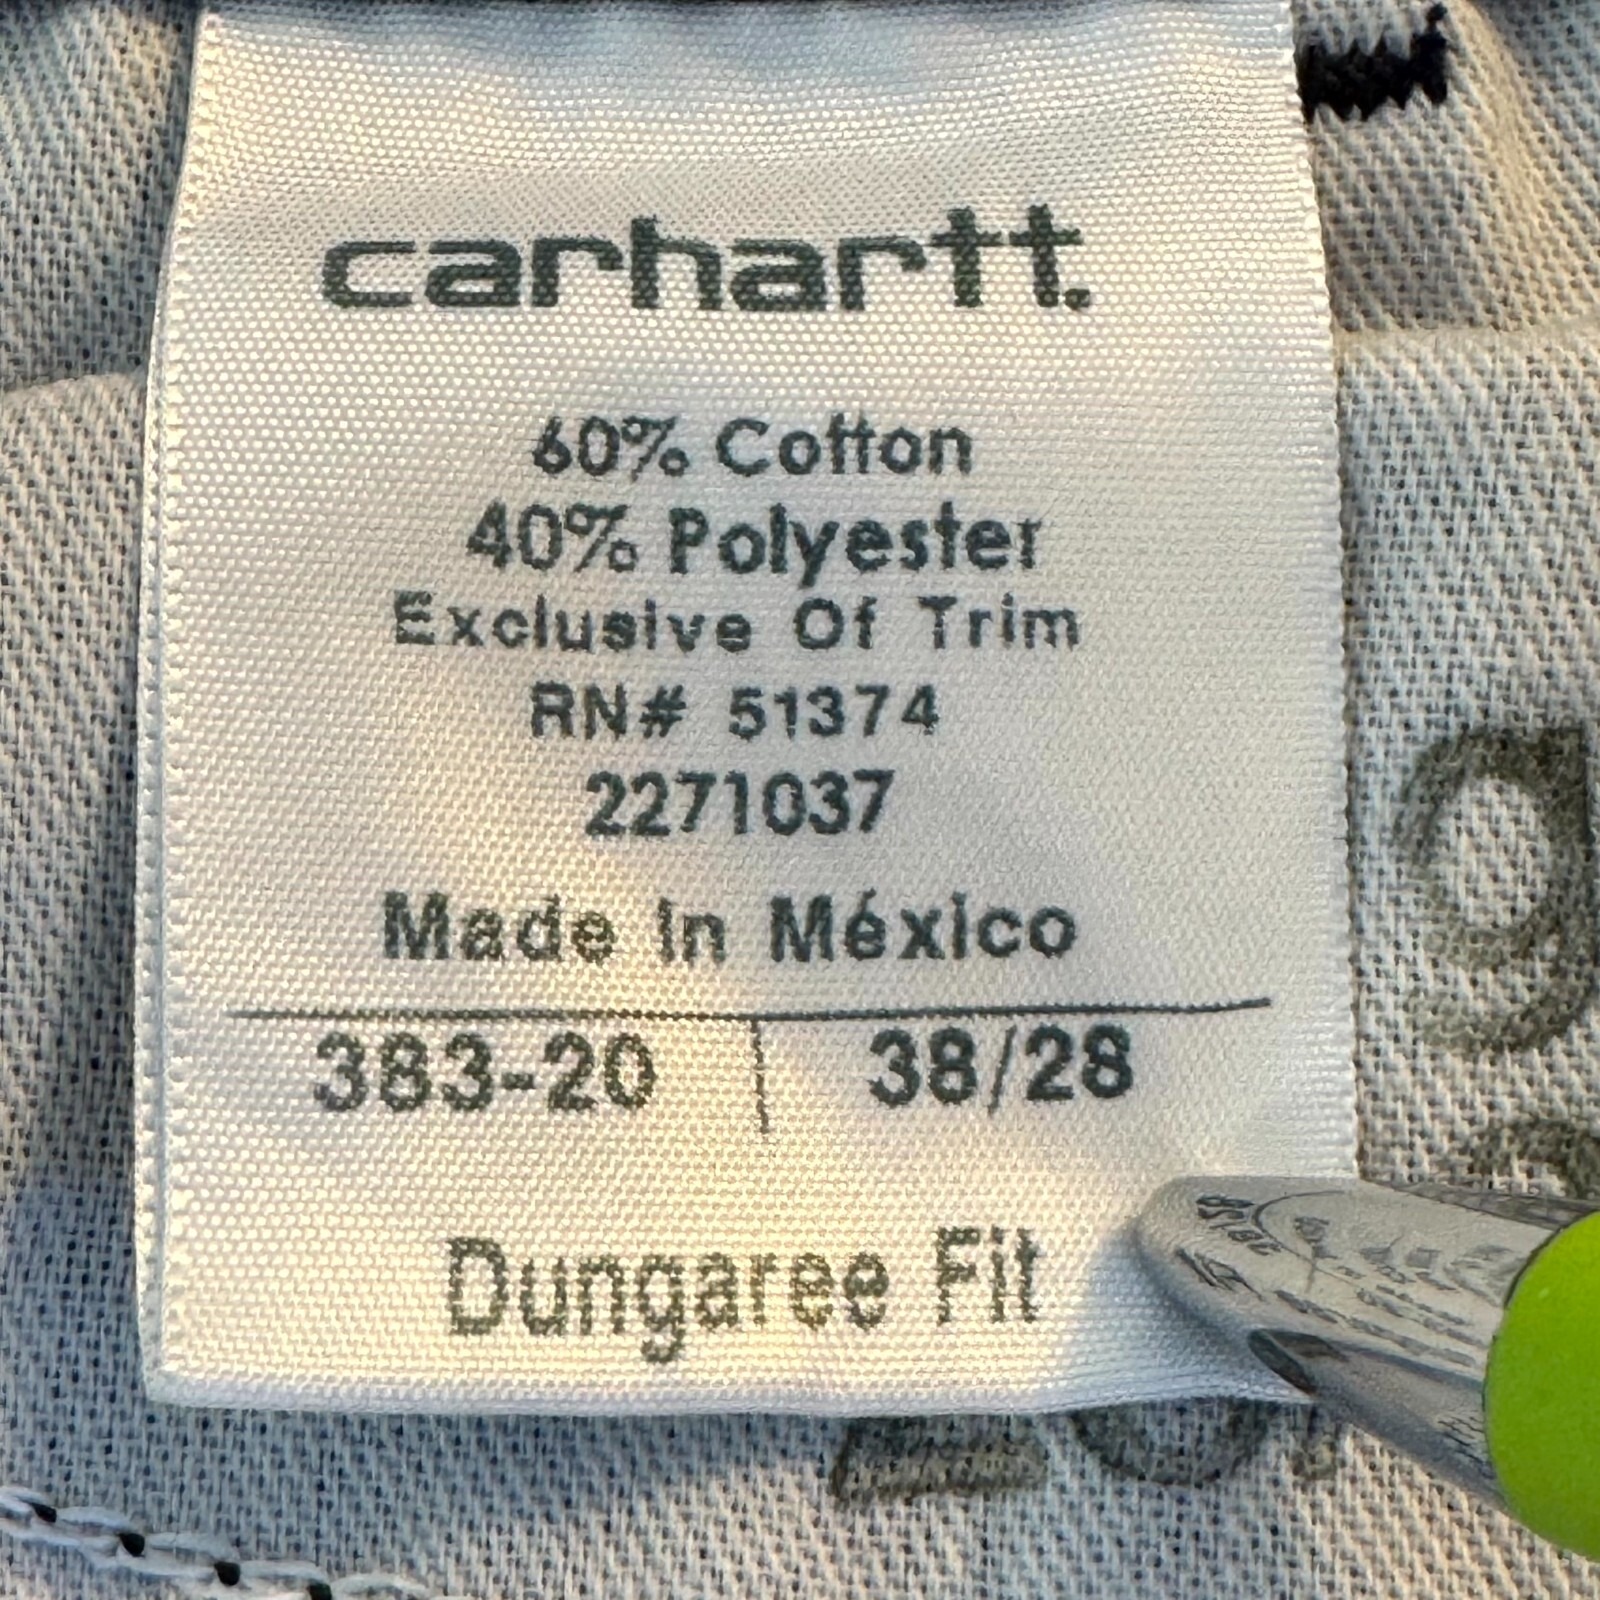 carhartt.
60% Cotton
40% Polyester
Exclusive Of Trim
RN# 51374
2271037
Made In México
383-20 38/28
Dungaree Fit